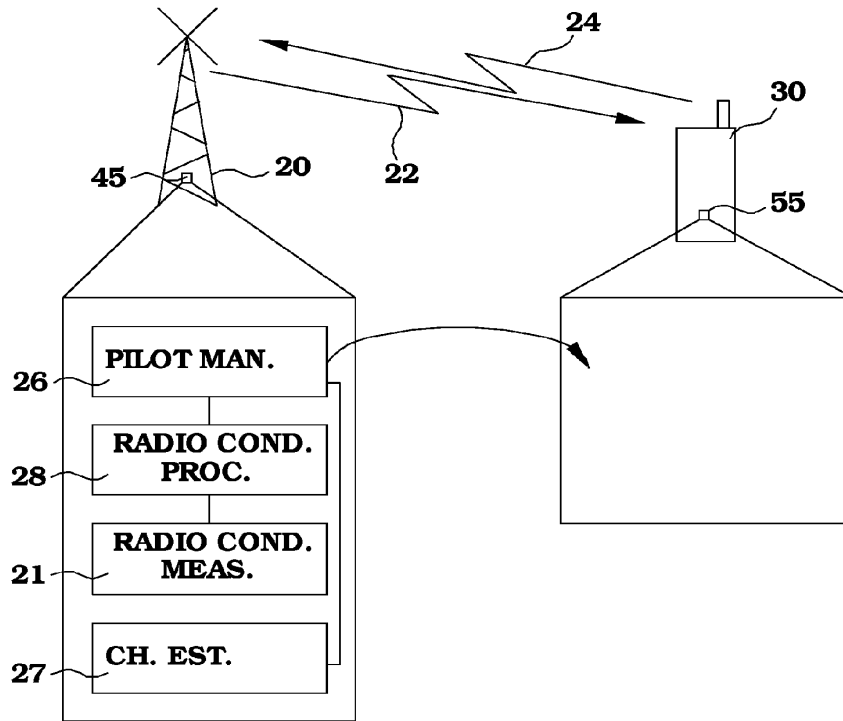 24
30
45
20
22
55
PILOT MAN.
26
RADIO COND.
PROC.
28
RADIO COND.
MEAS.
21
CH. EST.
27